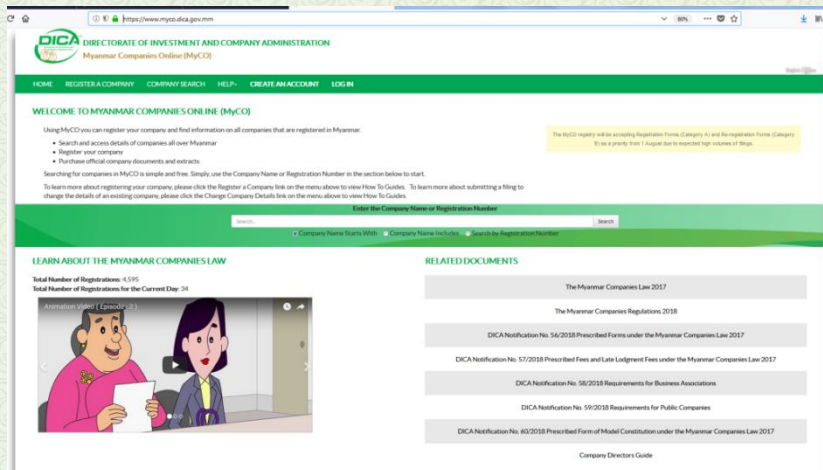 https://www.myco.dica.gov.mm
80%
DICA
DIRECTORATE OF INVESTMENT AND COMPANY ADMINISTRATION
Myanmar Companies Online (MyCO)
HOME REGISTER A COMPANY COMPANY SEARCH HELP CREATE AN ACCOUNT LOG IN
WELCOME TO MYANMAR COMPANIES ONLINE (MyCO)
Using MyCO you can register your company and find information on all companies that are registered in Myanmar.
Search and access details of companies all over Myanmar
Register your company
Purchase official company documents and extracts
Searching for companies in MyCO is simple and free. Simply, use the Company Name or Registration Number in the section below to start.
To learn more about registering your company, please click the Register a Company link on the menu above to view How To Guides. To learn more about submitting a filing to
change the details of an existing company, please click the Change Company Details link on the menu above to view How To Guides.
The MyCO registry will be accepting Registration Forms (Category A) and Re-registration Forms (Category
B) as a priority from 1 August due to expected high volumes of filings.
Enter the Company Name or Registration Number
Search...
Search
Company Name Starts With Company Name Includes Search by Registration Number
LEARN ABOUT THE MYANMAR COMPANIES LAW
Total Number of Registrations: 4,595
Total Number of Registrations for the Current Day: 34
Animation Video ( Episode - 2 )
RELATED DOCUMENTS
The Myanmar Companies Law 2017
The Myanmar Companies Regulations 2018
DICA Notification No. 56/2018 Prescribed Forms under the Myanmar Companies Law 2017
DICA Notification No. 57/2018 Prescribed Fees and Late Lodgment Fees under the Myanmar Companies Law 2017
DICA Notification No. 58/2018 Requirements for Business Associations
DICA Notification No. 59/2018 Requirements for Public Companies
DICA Notification No. 60/2018 Prescribed Form of Model Constitution under the Myanmar Companies Law 2017
Company Directors Guide